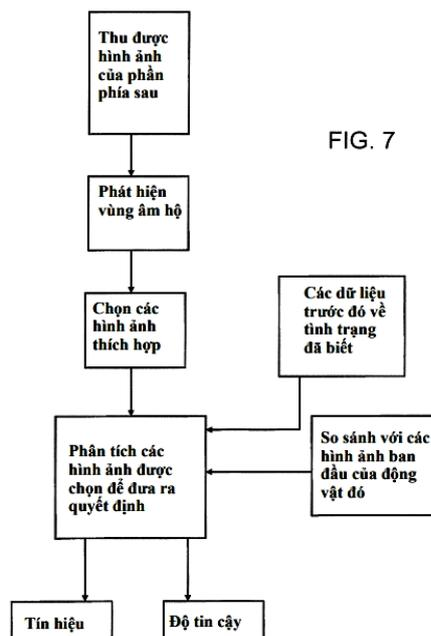 Thu được
hình ảnh
của phần
phía sau
FIG. 7
Phát hiện
vùng âm hộ
Chọn các
hình ảnh
thích hợp
Các dữ liệu
trước đó về
tình trạng
đã biết
Phân tích các
hình ảnh được
chọn để đưa ra
quyết định
So sánh với các
hình ảnh ban
đầu của động
vật đó
Tín hiệu
Độ tin cậy